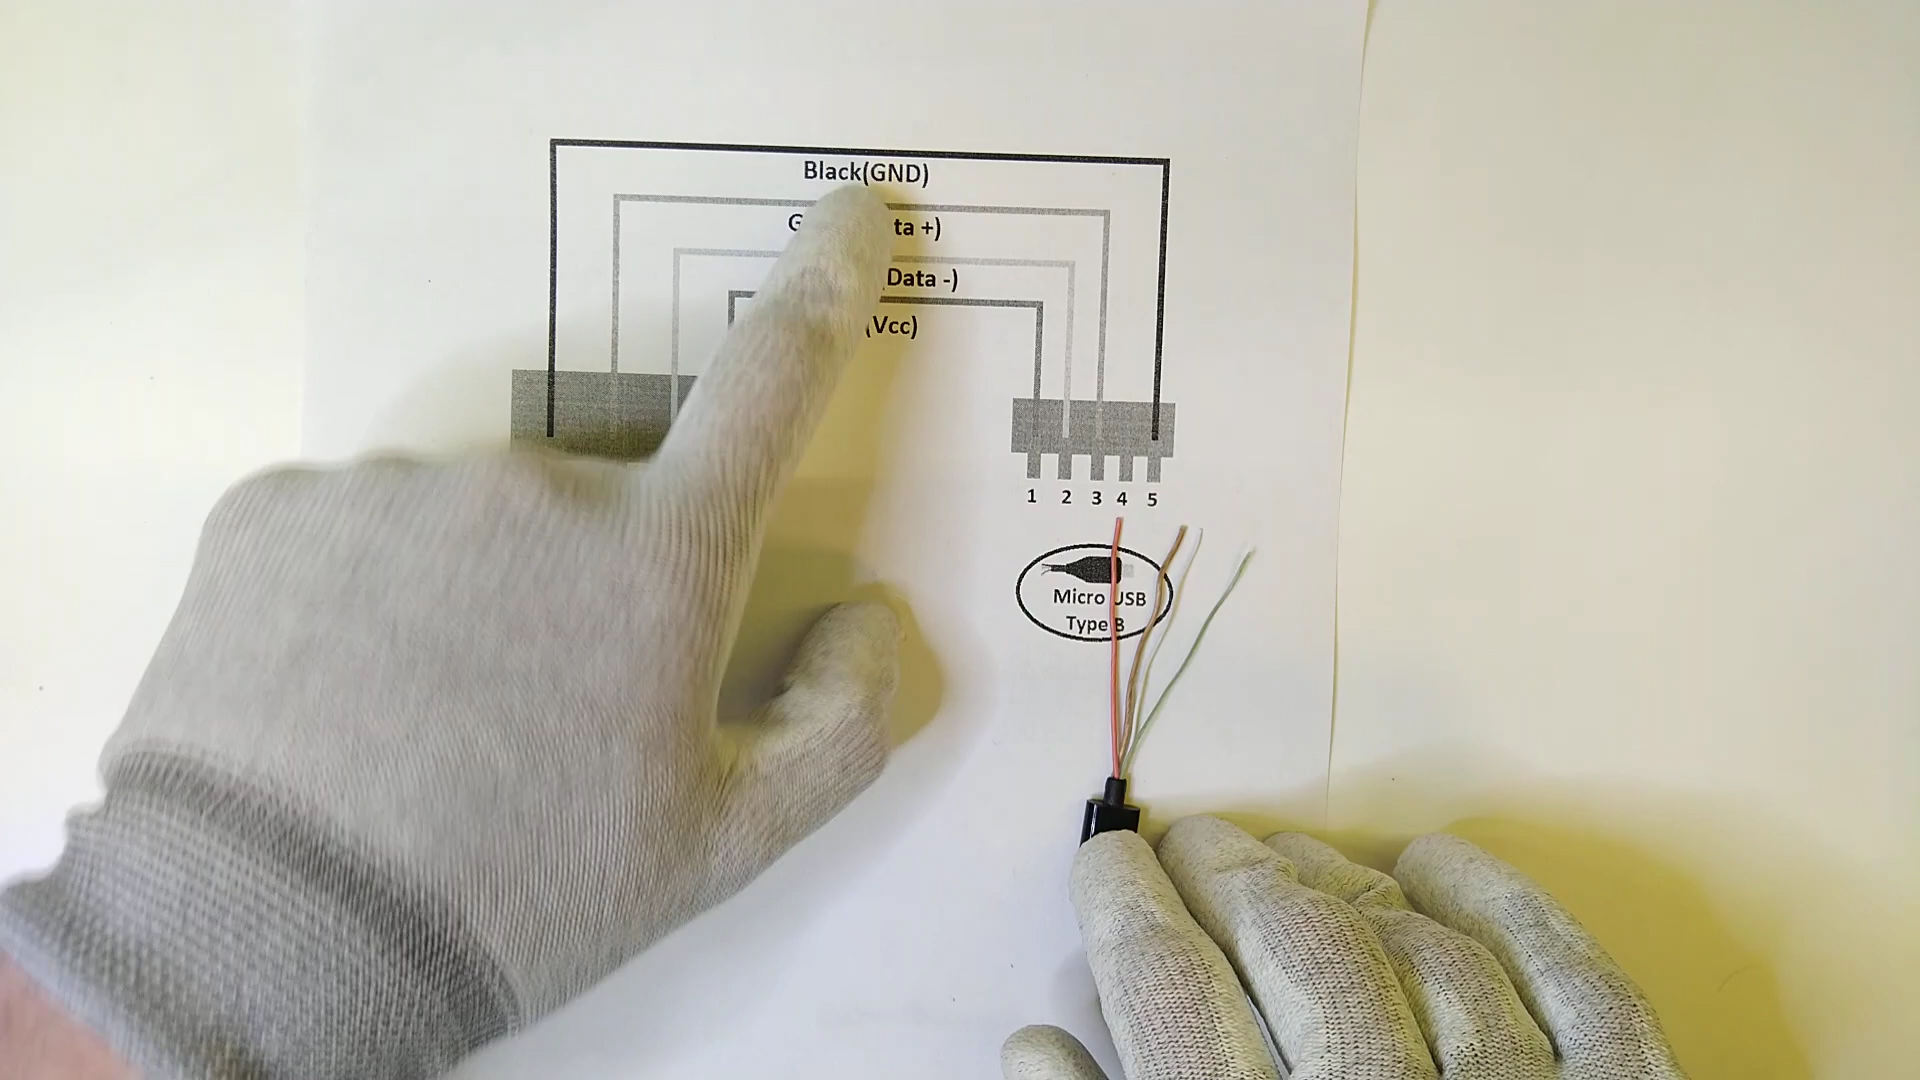 Black(GND)
G ta +)
(Data -)
(Vcc)
1 2 3 4 5
Micro USB
Type B